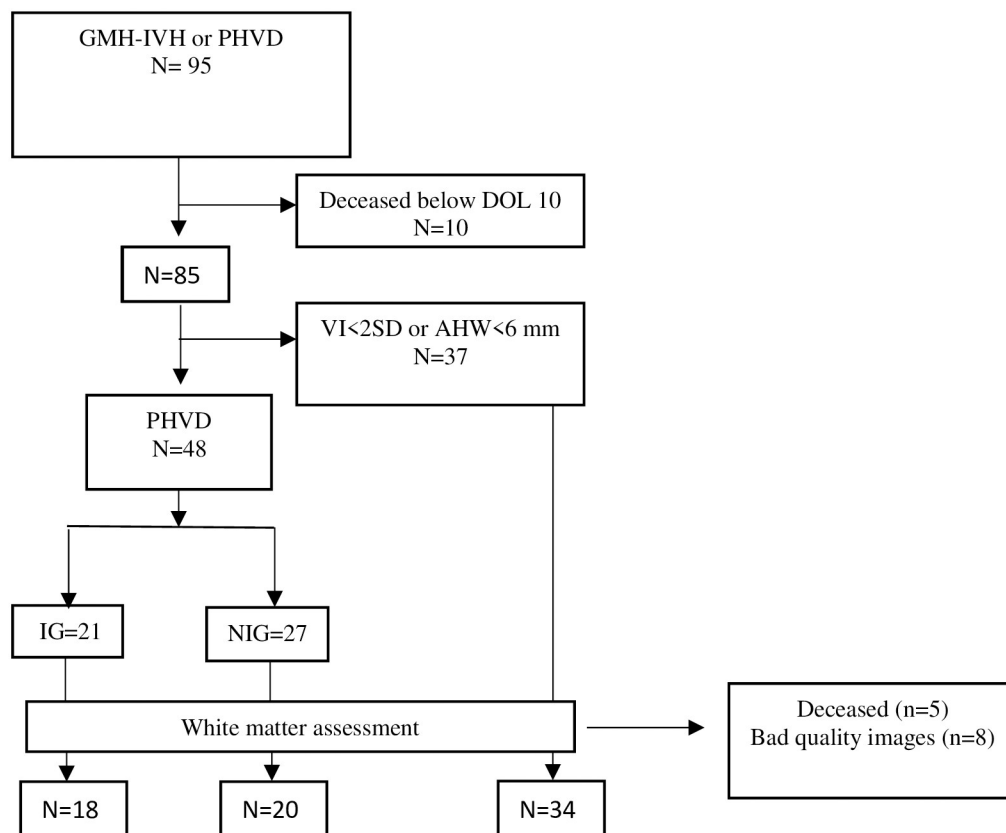 GMH-IVH or PHVD
N= 95
Deceased below DOL 10
N=10
N=85
VI<2SD or AHW<6 mm
N=37
PHVD
N=48
IG=21
NIG=27
White matter assessment
Deceased (n=5)
Bad quality images (n=8)
N=18
N=20
N=34